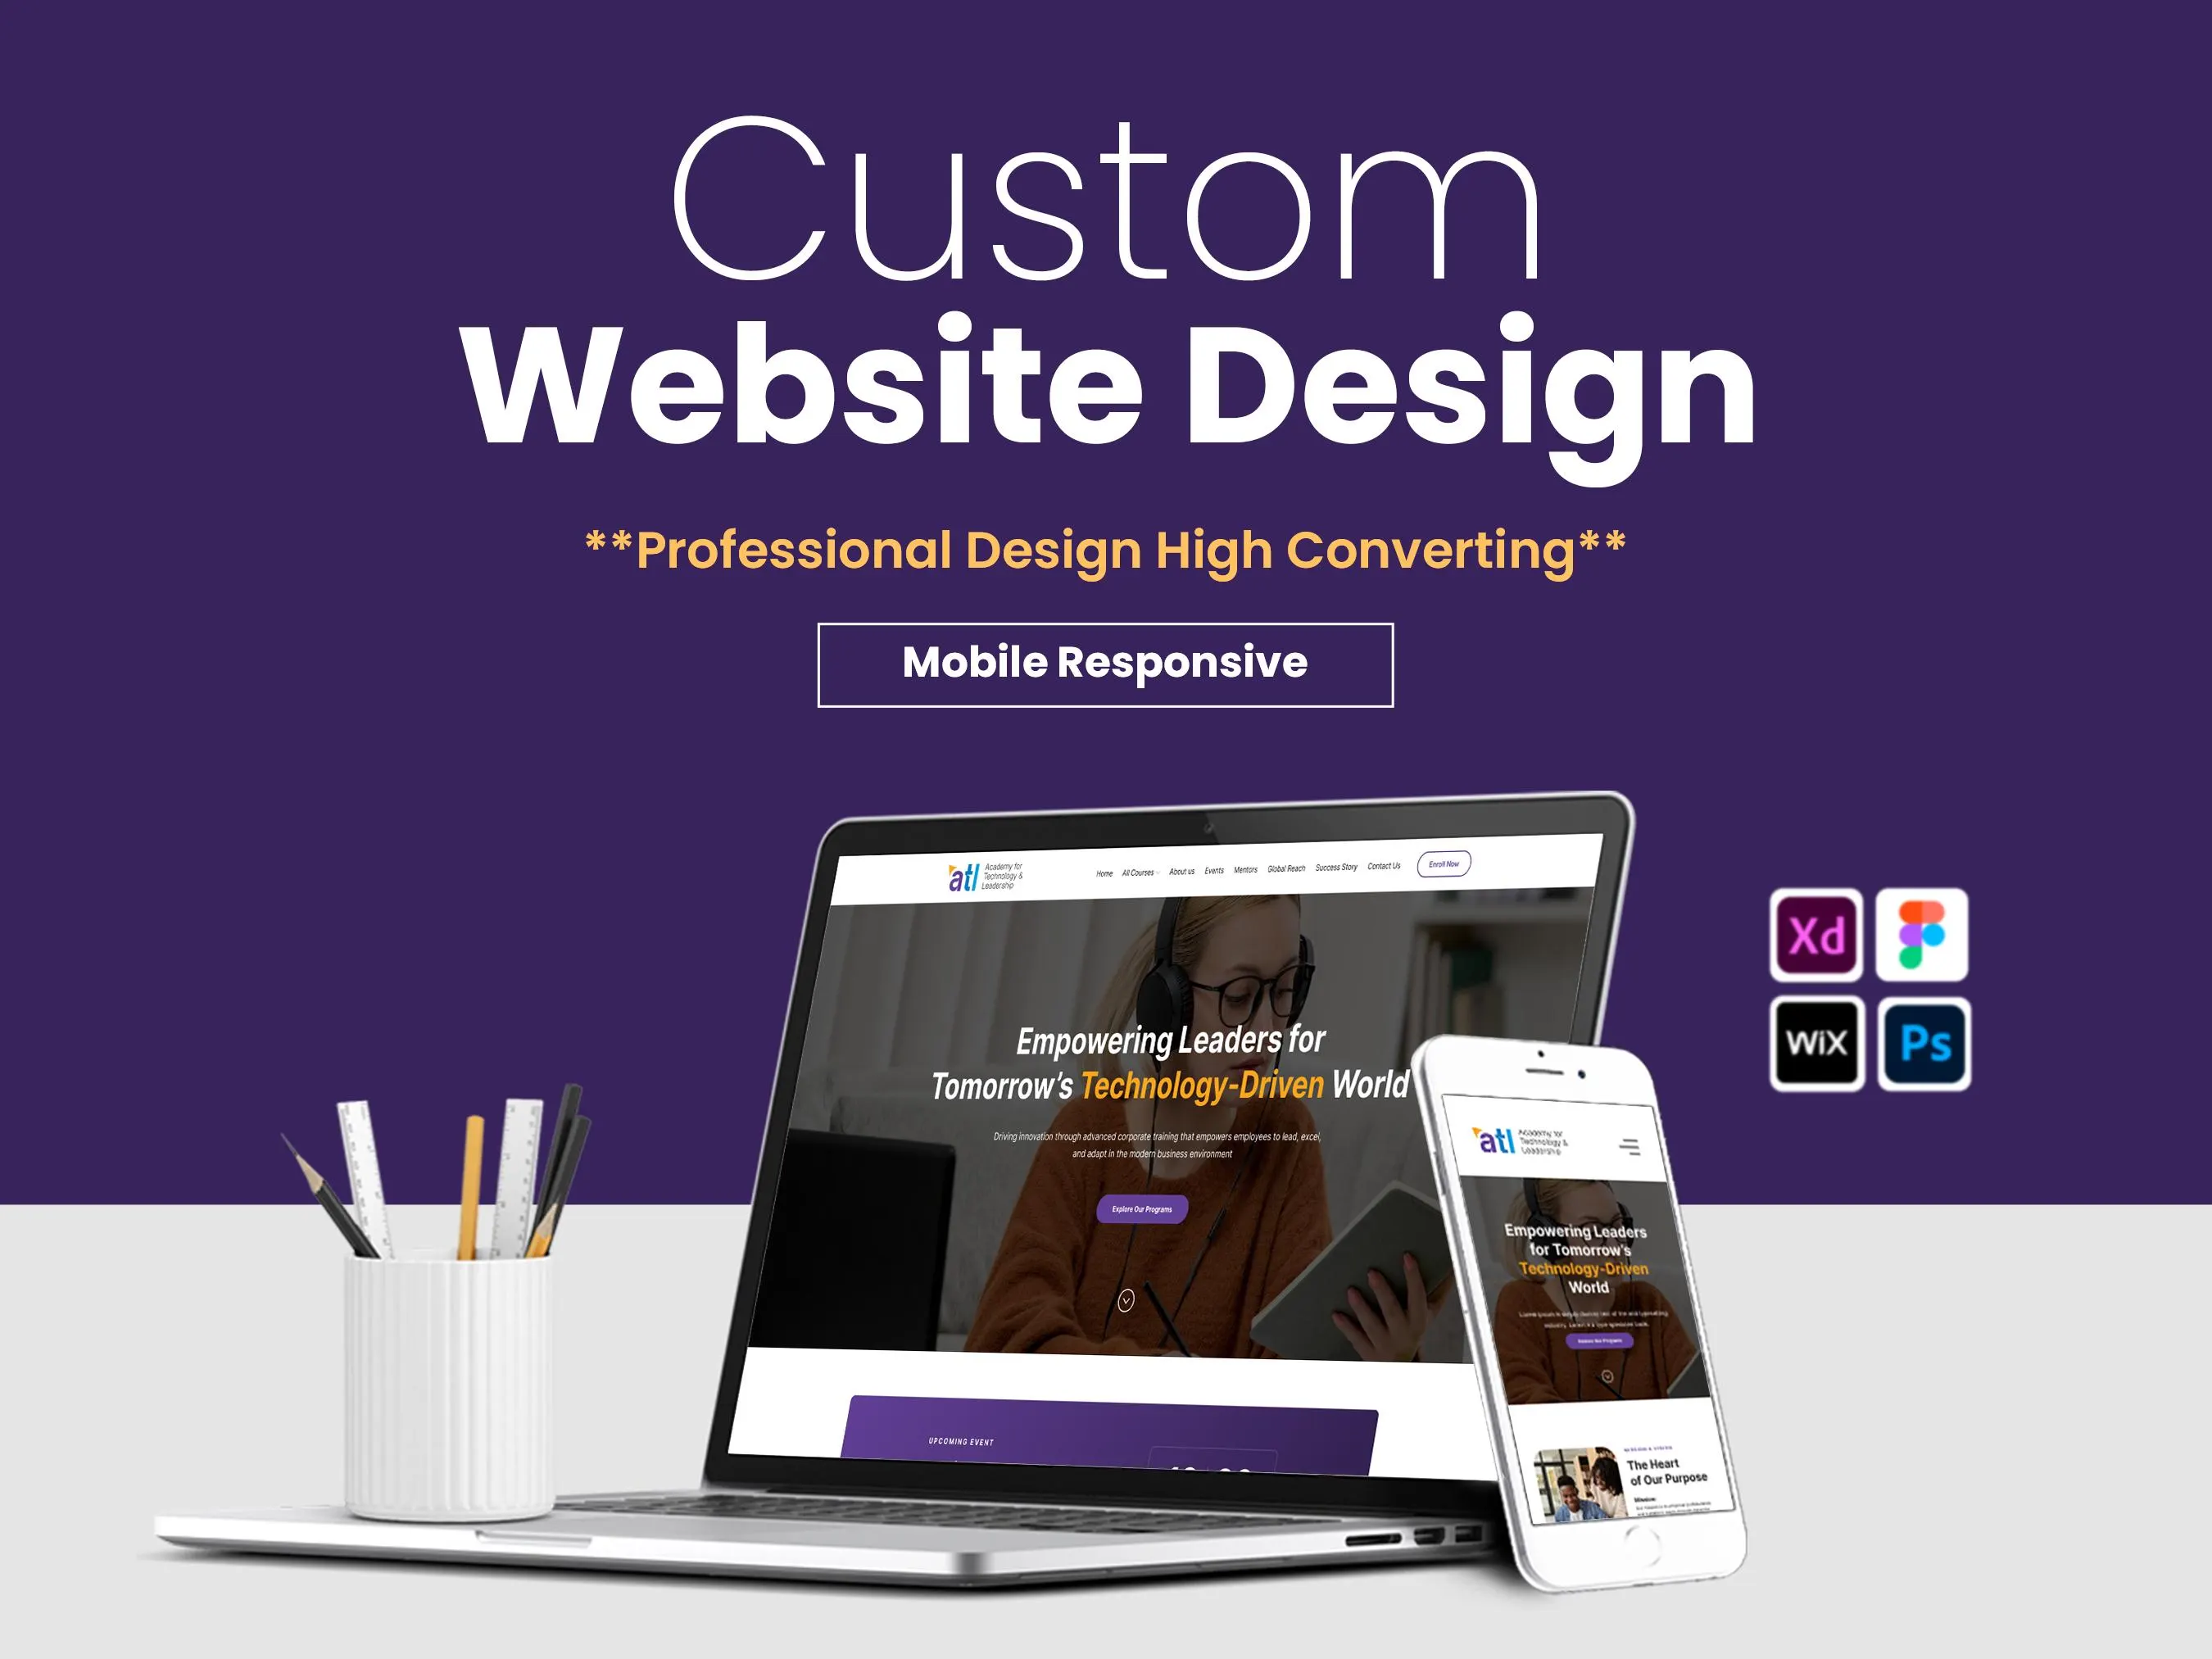 Custom
Website Design
**Professional Design High Converting**
Mobile Responsive
atl
Academy for
Technology &
Leadership
Home
All Courses
About us
Events
Mentors
Global Reach
Success Story
Contact Us
Enroll Now
Empowering Leaders for
Tomorrow's Technology-Driven World
Driving innovation through advanced corporate training that empowers employees to lead, excel,
and adapt in the modern business environment
Explore Our Programs
UPCOMING EVENT
Xd
WiX
Ps
atl
Academy for
Technology &
Leadership
Empowering Leaders
for Tomorrow's
Technology-Driven
World
The Heart
of Our Purpose
Mission: